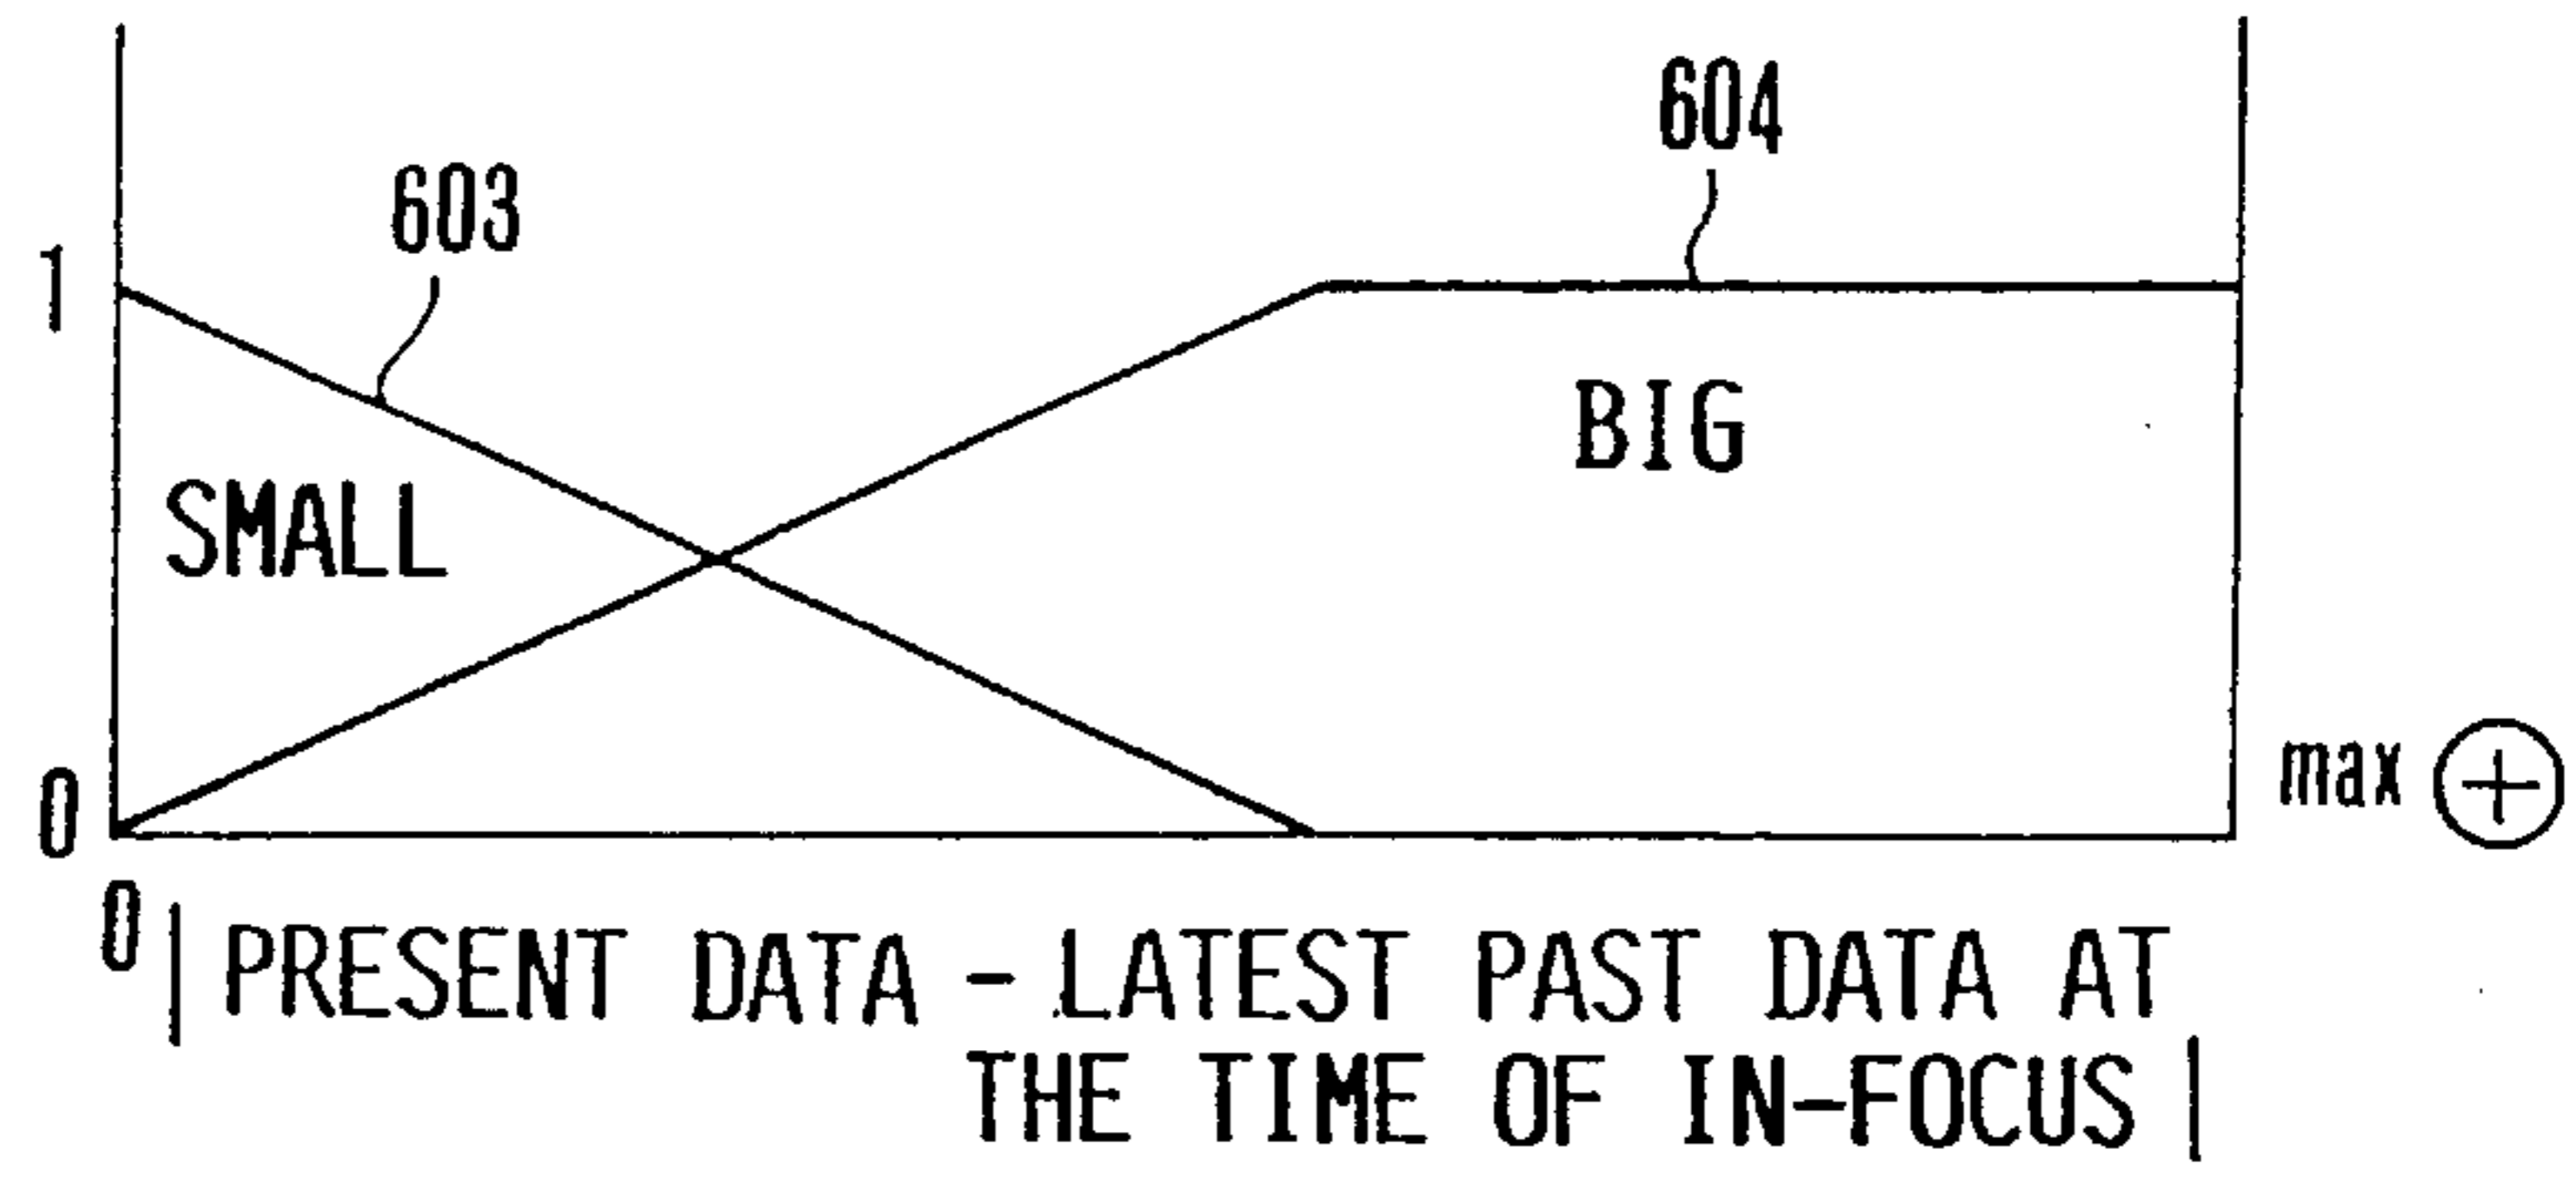 604
603
1
BIG
SMALL
max +
0
0
| PRESENT DATA - LATEST PAST DATA AT
THE TIME OF IN-FOCUS |